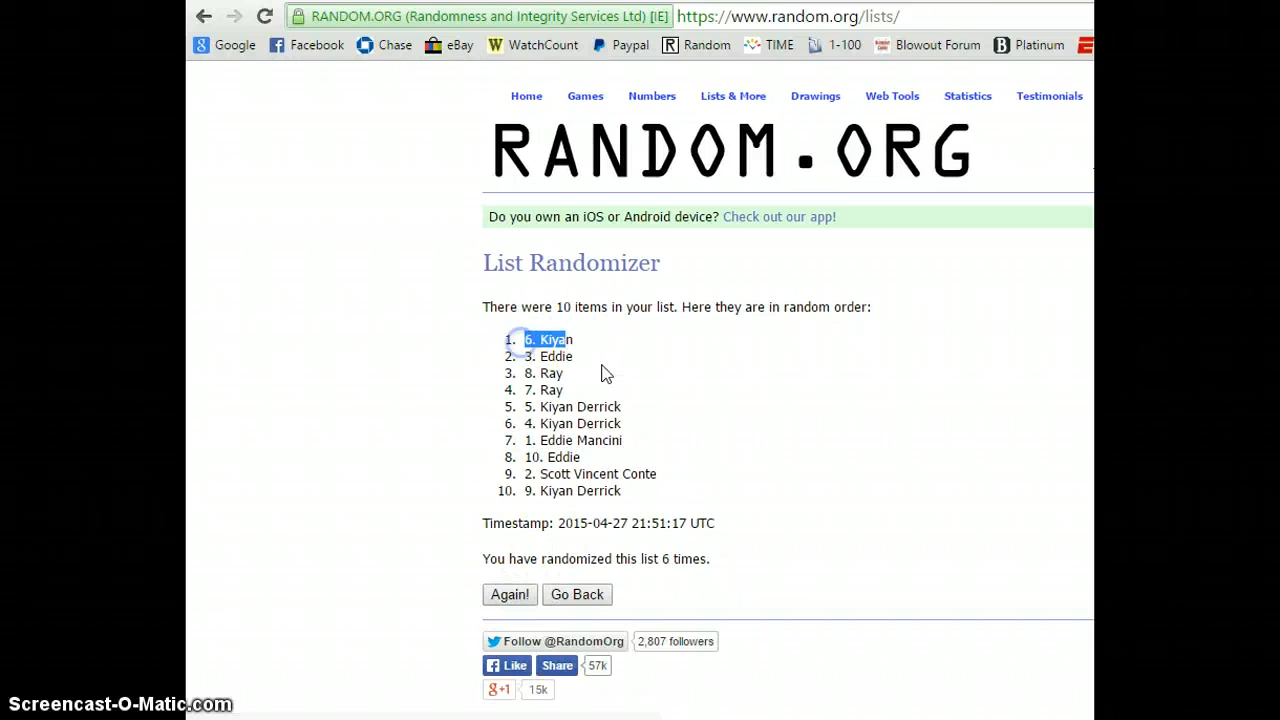 RANDOM.ORG (Randomness and Integrity Services Ltd) [IE] https://www.random.org/lists/
Google Facebook Chase eBay WatchCount Paypal Random TIME 1-100 Blowout Forum Platinum
Home Games Numbers Lists & More Drawings Web Tools Statistics Testimonials
RANDOM.ORG
Do you own an iOS or Android device? Check out our app!
List Randomizer
There were 10 items in your list. Here they are in random order:
1. 6. Kiyan
2. 3. Eddie
3. 8. Ray
4. 7. Ray
5. 5. Kiyan Derrick
6. 4. Kiyan Derrick
7. 1. Eddie Mancini
8. 10. Eddie
9. 2. Scott Vincent Conte
10. 9. Kiyan Derrick
Timestamp: 2015-04-27 21:51:17 UTC
You have randomized this list 6 times.
Again! Go Back
Follow @RandomOrg 2,807 followers
Like Share 57k
g+1 15k
Screencast-O-Matic.com